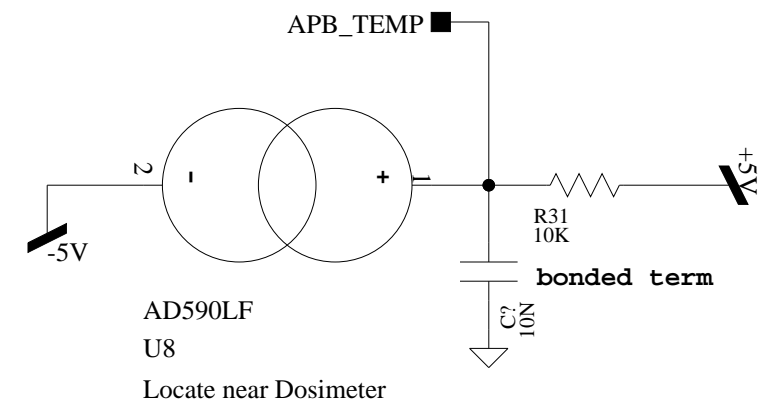 APB_TEMP
2
-
+
1
+5V
-5V
R31
10K
bonded term
C?
10N
AD590LF
U8
Locate near Dosimeter